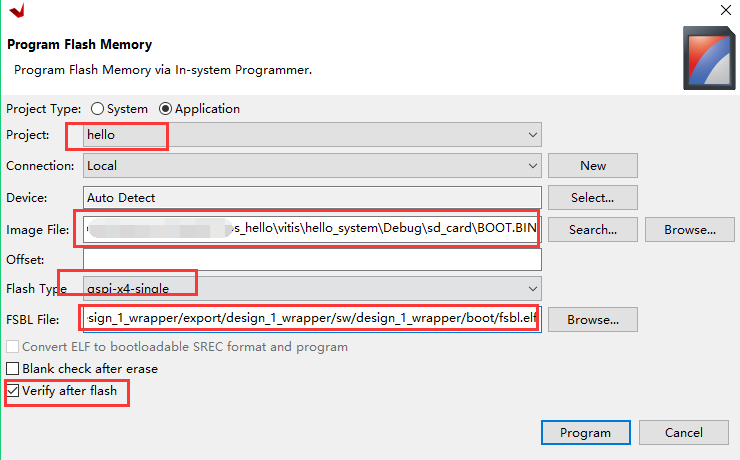 Program Flash Memory
Program Flash Memory via In-system Programmer.
Project Type: System Application
Project: hello
Connection: Local New
Device: Auto Detect Select...
Image File: s_hello\vitis\hello_system\Debug\sd_card\BOOT.BIN Search... Browse...
Offset:
Flash Type qspi-x4-single
FSBL File: sign_1_wrapper/export/design_1_wrapper/sw/design_1_wrapper/boot/fsbl.elf Browse...
Convert ELF to bootloadable SREC format and program
Blank check after erase
Verify after flash
Program Cancel